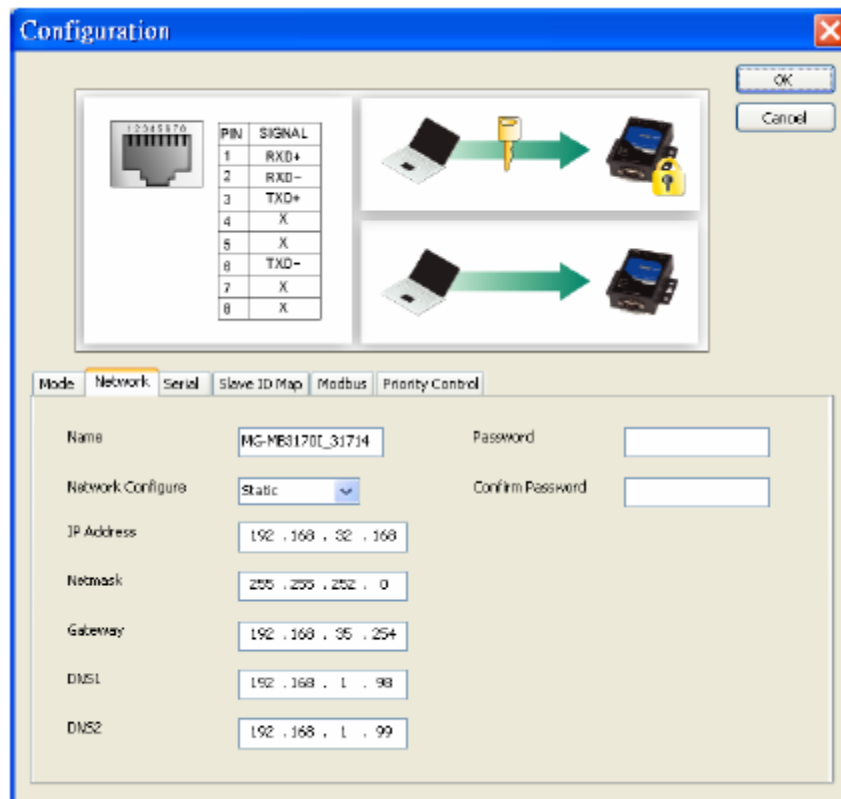 Configuration
OK
Cancel
12345678
PIN SIGNAL
1 RXD+
2 RXD-
3 TXD+
4 X
5 X
6 TXD-
7 X
8 X
Mode Network Serial Slave ID Map Modbus Priority Control
Name MG-MB3170I_31714 Password
Network Configure Static Confirm Password
IP Address 192 .168 . 32 .168
Netmask 255 .255 .252 . 0
Gateway 192 .168 . 35 .254
DNS1 192 .168 . 1 . 98
DNS2 192 .168 . 1 . 99